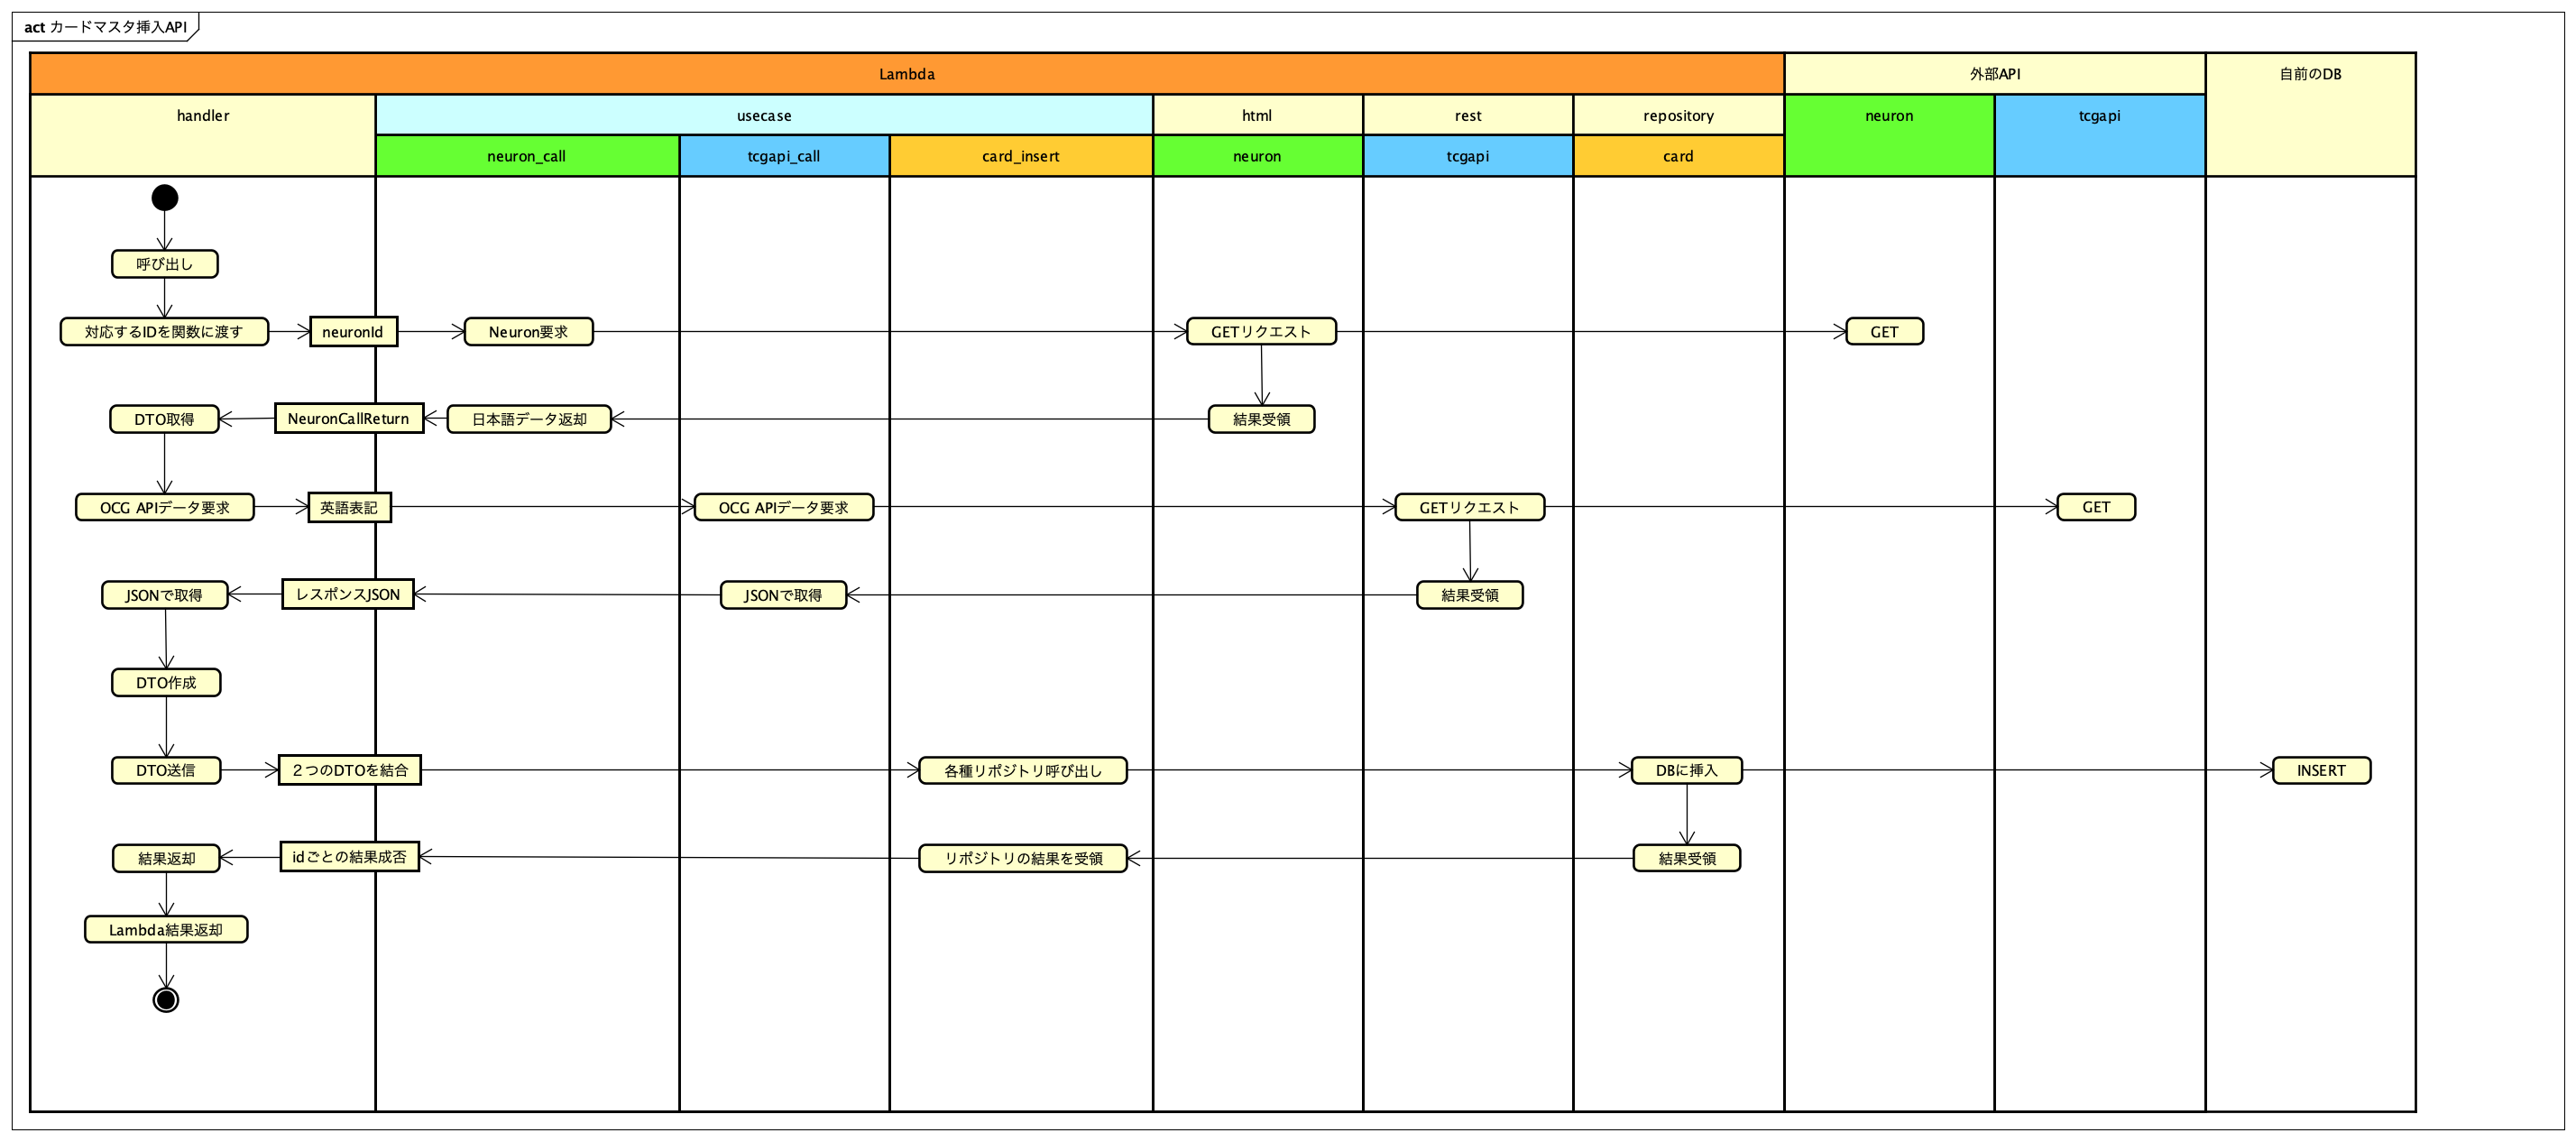 act カードマスタ挿入API
Lambda
外部API
自前のDB
handler
usecase
html
rest
repository
neuron
tcgapi
neuron_call
tcgapi_call
card_insert
neuron
tcgapi
card
呼び出し
対応するIDを関数に渡す
neuronId
Neuron要求
GETリクエスト
GET
DTO取得
NeuronCallReturn
日本語データ返却
結果受領
OCG APIデータ要求
英語表記
OCG APIデータ要求
GETリクエスト
GET
JSONで取得
レスポンスJSON
JSONで取得
結果受領
DTO作成
DTO送信
２つのDTOを結合
各種リポジトリ呼び出し
DBに挿入
INSERT
結果返却
idごとの結果成否
リポジトリの結果を受領
結果受領
Lambda結果返却